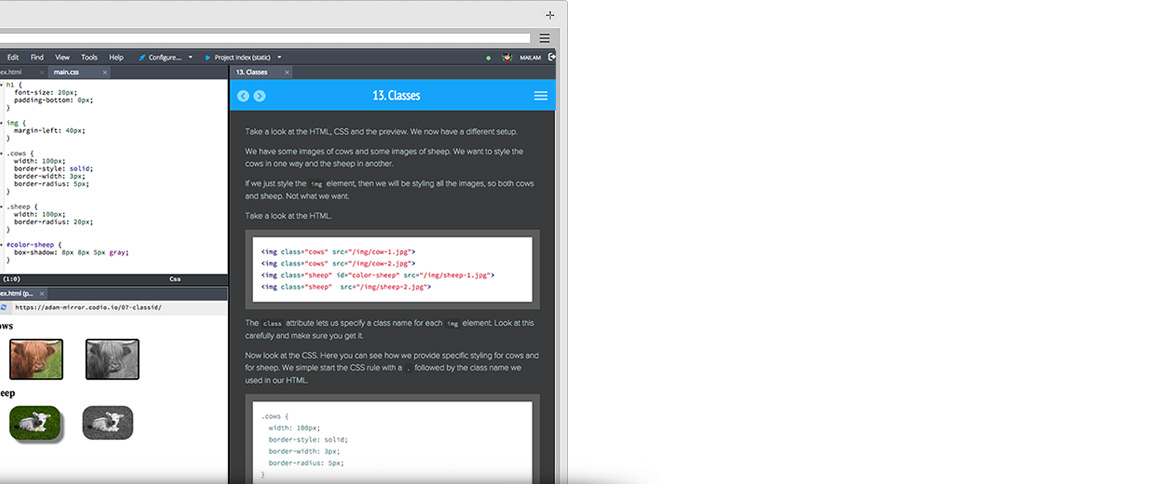 Edit Find View Tools Help Configure... Project Index (static) MAILAM
ex.html main.css
h1 {
font-size: 20px;
padding-bottom: 0px;
}
img {
margin-left: 40px;
}
.cows {
width: 100px;
border-style: solid;
border-width: 3px;
border-radius: 5px;
}
.sheep {
width: 100px;
border-radius: 20px;
}
#color-sheep {
box-shadow: 8px 8px 5px gray;
}
(1:0) Css
ex.html (p...
https://adam-mirror.codio.io/07-classid/
ows
eep
13. Classes
13. Classes
Take a look at the HTML, CSS and the preview. We now have a different setup.
We have some images of cows and some images of sheep. We want to style the
cows in one way and the sheep in another.
If we just style the img element, then we will be styling all the images, so both cows
and sheep. Not what we want.
Take a look at the HTML.
<img class="cows" src="/img/cow-1.jpg">
<img class="cows" src="/img/cow-2.jpg">
<img class="sheep" id="color-sheep" src="/img/sheep-1.jpg">
<img class="sheep" src="/img/sheep-2.jpg">
The class attribute lets us specify a class name for each img element. Look at this
carefully and make sure you get it.
Now look at the CSS. Here you can see how we provide specific styling for cows and
for sheep. We simple start the CSS rule with a . followed by the class name we
used in our HTML.
.cows {
width: 100px;
border-style: solid;
border-width: 3px;
border-radius: 5px;
}